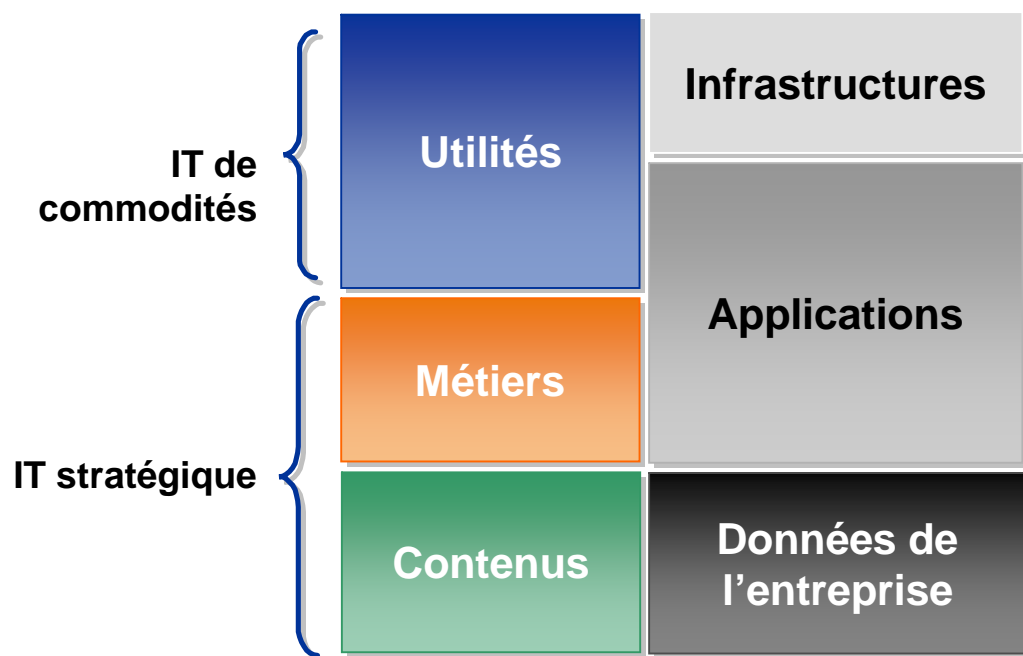 Infrastructures
Utilités
IT de
commodités
Applications
Métiers
IT stratégique
Contenus
Données de
l’entreprise